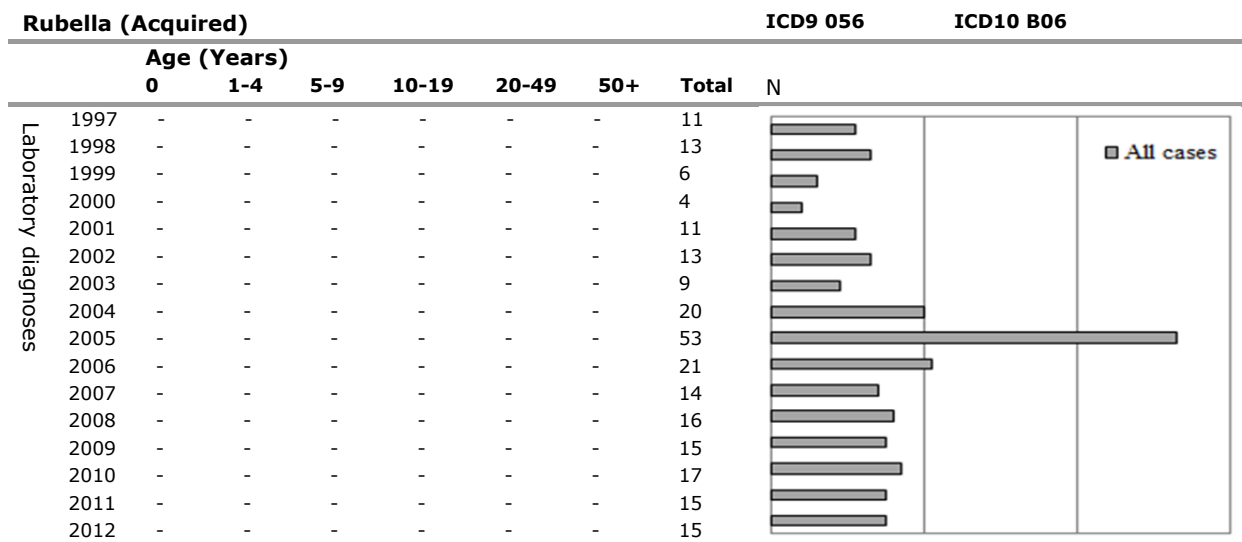 Rubella (Acquired) ICD9 056 ICD10 B06
Age (Years)
0 1-4 5-9 10-19 20-49 50+ Total N
Laboratory diagnoses
1997 - - - - - - 11
1998 - - - - - - 13
1999 - - - - - - 6
2000 - - - - - - 4
2001 - - - - - - 11
2002 - - - - - - 13
2003 - - - - - - 9
2004 - - - - - - 20
2005 - - - - - - 53
2006 - - - - - - 21
2007 - - - - - - 14
2008 - - - - - - 16
2009 - - - - - - 15
2010 - - - - - - 17
2011 - - - - - - 15
2012 - - - - - - 15
All cases